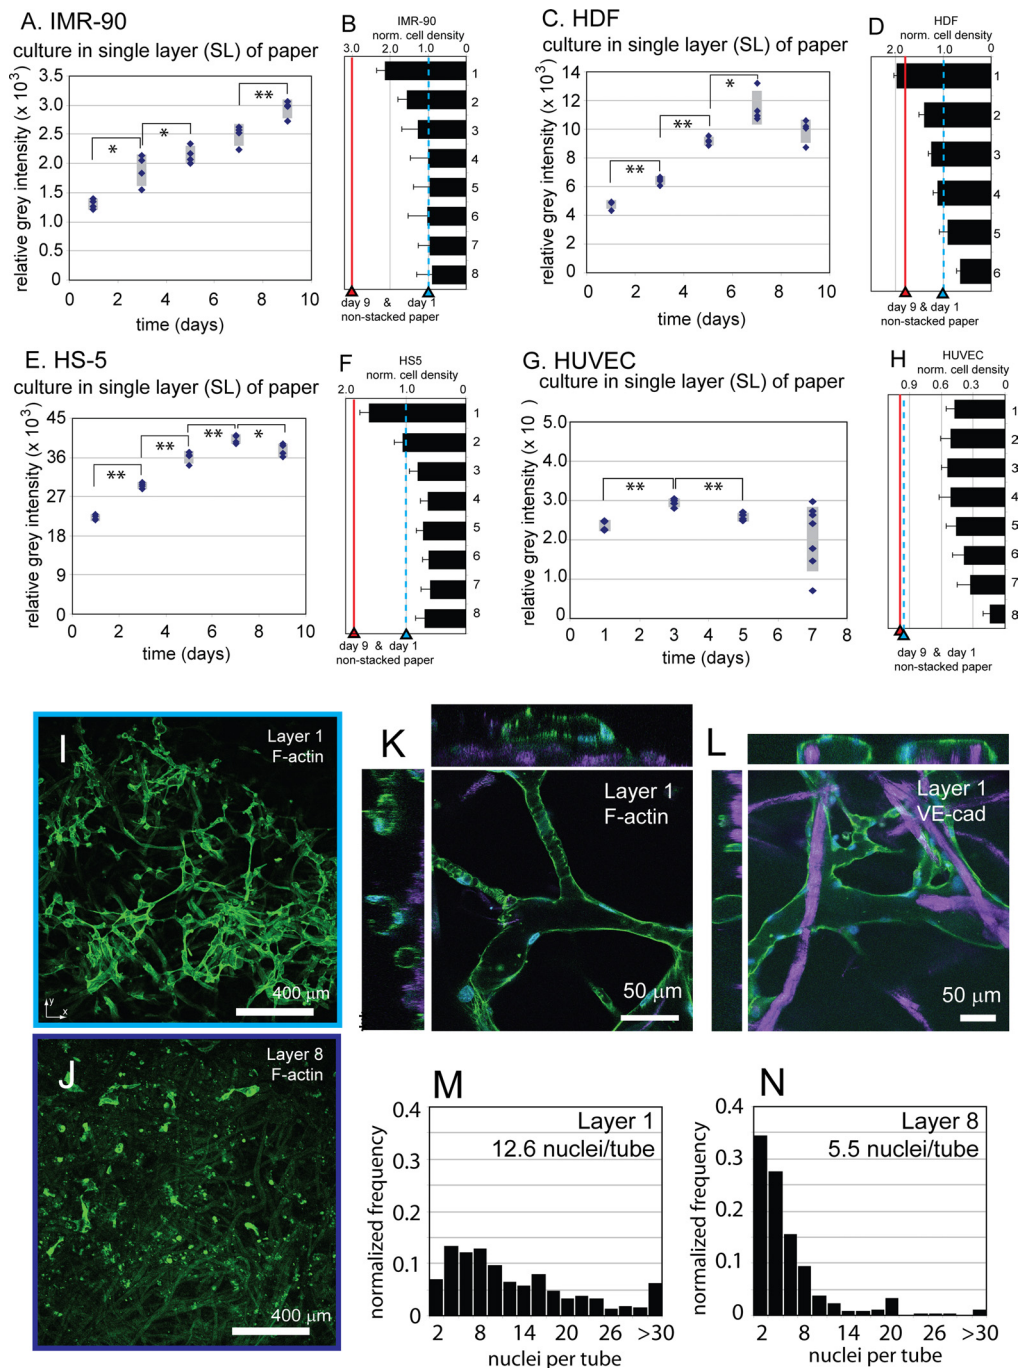 A. IMR-90
culture in single layer (SL) of paper
relative grey intensity (x 10³)
3.5
3.0
2.5
2.0
1.5
1.0
0.5
0
* * **
0 2 4 6 8 10
time (days)
B
IMR-90
norm. cell density
3.0 2.0 1.0 0
1
2
3
4
5
6
7
8
day 9 & day 1
non-stacked paper
C. HDF
culture in single layer (SL) of paper
relative grey intensity (x 10³)
14
12
10
8
6
4
2
0
** ** *
0 2 4 6 8 10
time (days)
D
HDF
norm. cell density
2.0 1.0 0
1
2
3
4
5
6
day 9 & day 1
non-stacked paper
E. HS-5
culture in single layer (SL) of paper
relative grey intensity (x 10³)
45
36
27
18
9
0
** ** ** *
0 2 4 6 8 10
time (days)
F
HS5
norm. cell density
2.0 1.0 0
1
2
3
4
5
6
7
8
day 9 & day 1
non-stacked paper
G. HUVEC
culture in single layer (SL) of paper
relative grey intensity (x 10 )
5.0
4.0
3.0
2.0
1.0
0
** **
0 1 2 3 4 5 6 7 8
time (days)
H
HUVEC
norm. cell density
0.9 0.6 0.3 0
1
2
3
4
5
6
7
8
day 9 & day 1
non-stacked paper
I
Layer 1
F-actin
y
x
400 μm
J
Layer 8
F-actin
400 μm
K
Layer 1
F-actin
50 μm
L
Layer 1
VE-cad
50 μm
M
Layer 1
12.6 nuclei/tube
normalized frequency
0.4
0.3
0.2
0.1
0
2 8 14 20 26 >30
nuclei per tube
N
Layer 8
5.5 nuclei/tube
normalized frequency
0.4
0.3
0.2
0.1
0
2 8 14 20 26 >30
nuclei per tube